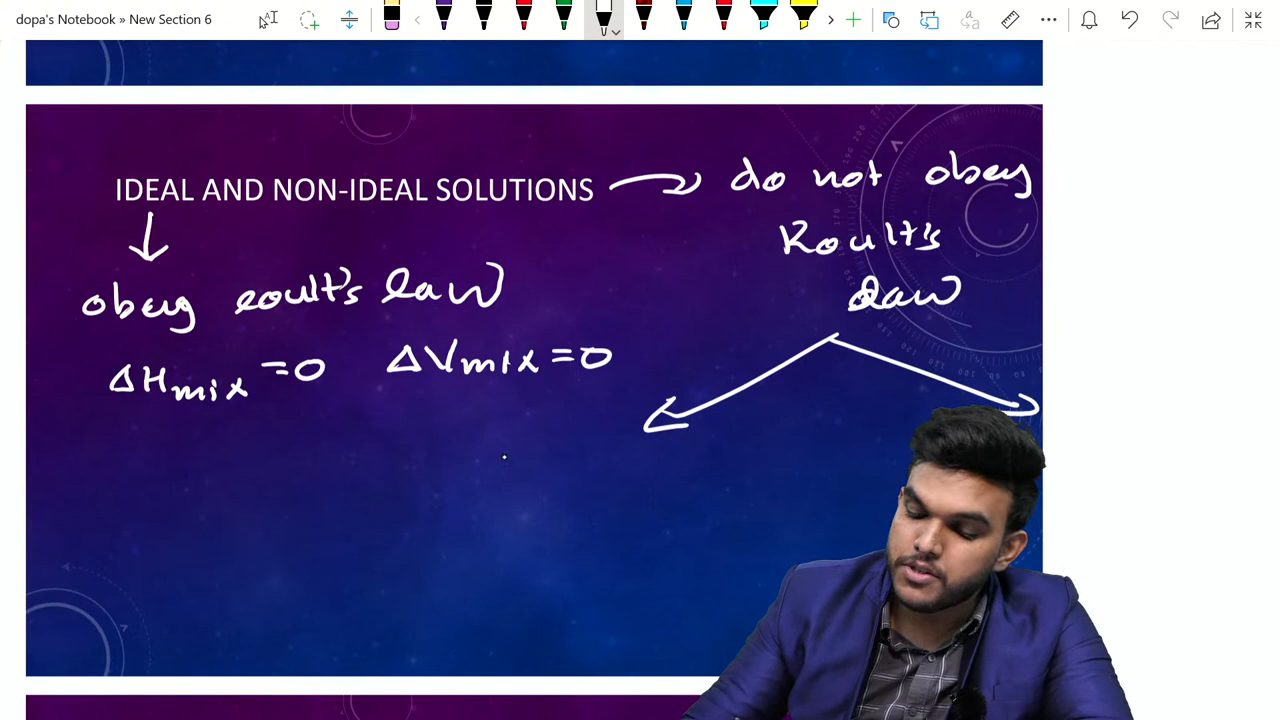 dopa's Notebook » New Section 6
IDEAL AND NON-IDEAL SOLUTIONS → do not obey
Roult's
law
obey roult's law
ΔHmix =0 ΔVmix =0